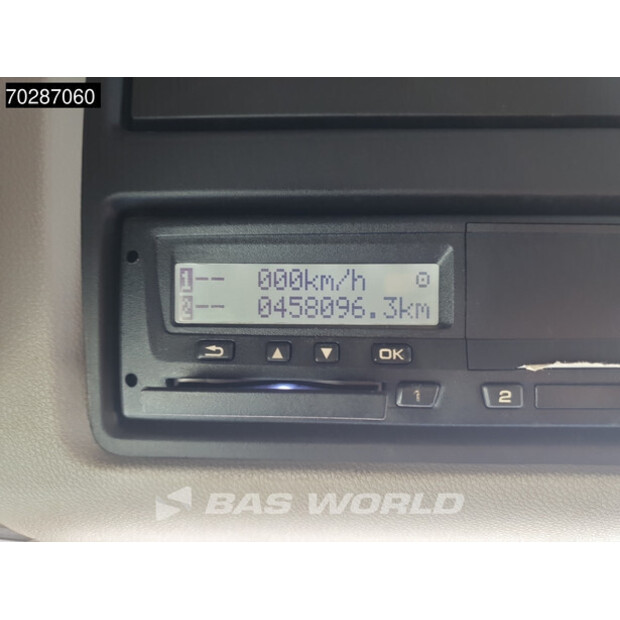 70287060
1 -- 000km/h
2 -- 0458096.3km
OK
1
2
BAS WORLD